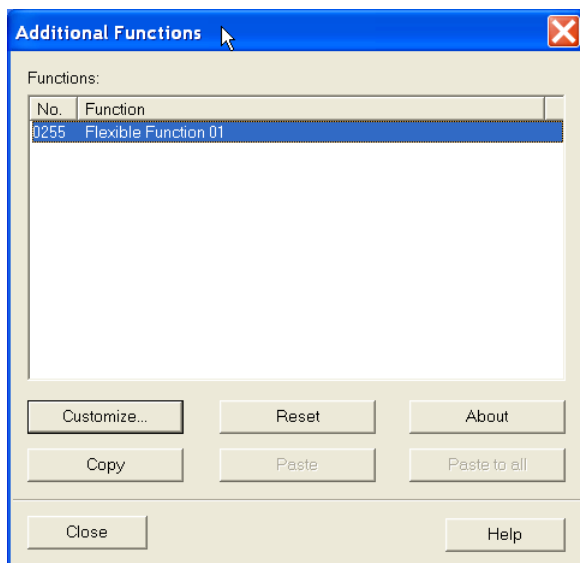 Additional Functions
Functions:
No. Function
0255 Flexible Function 01
Customize... Reset About
Copy Paste Paste to all
Close Help